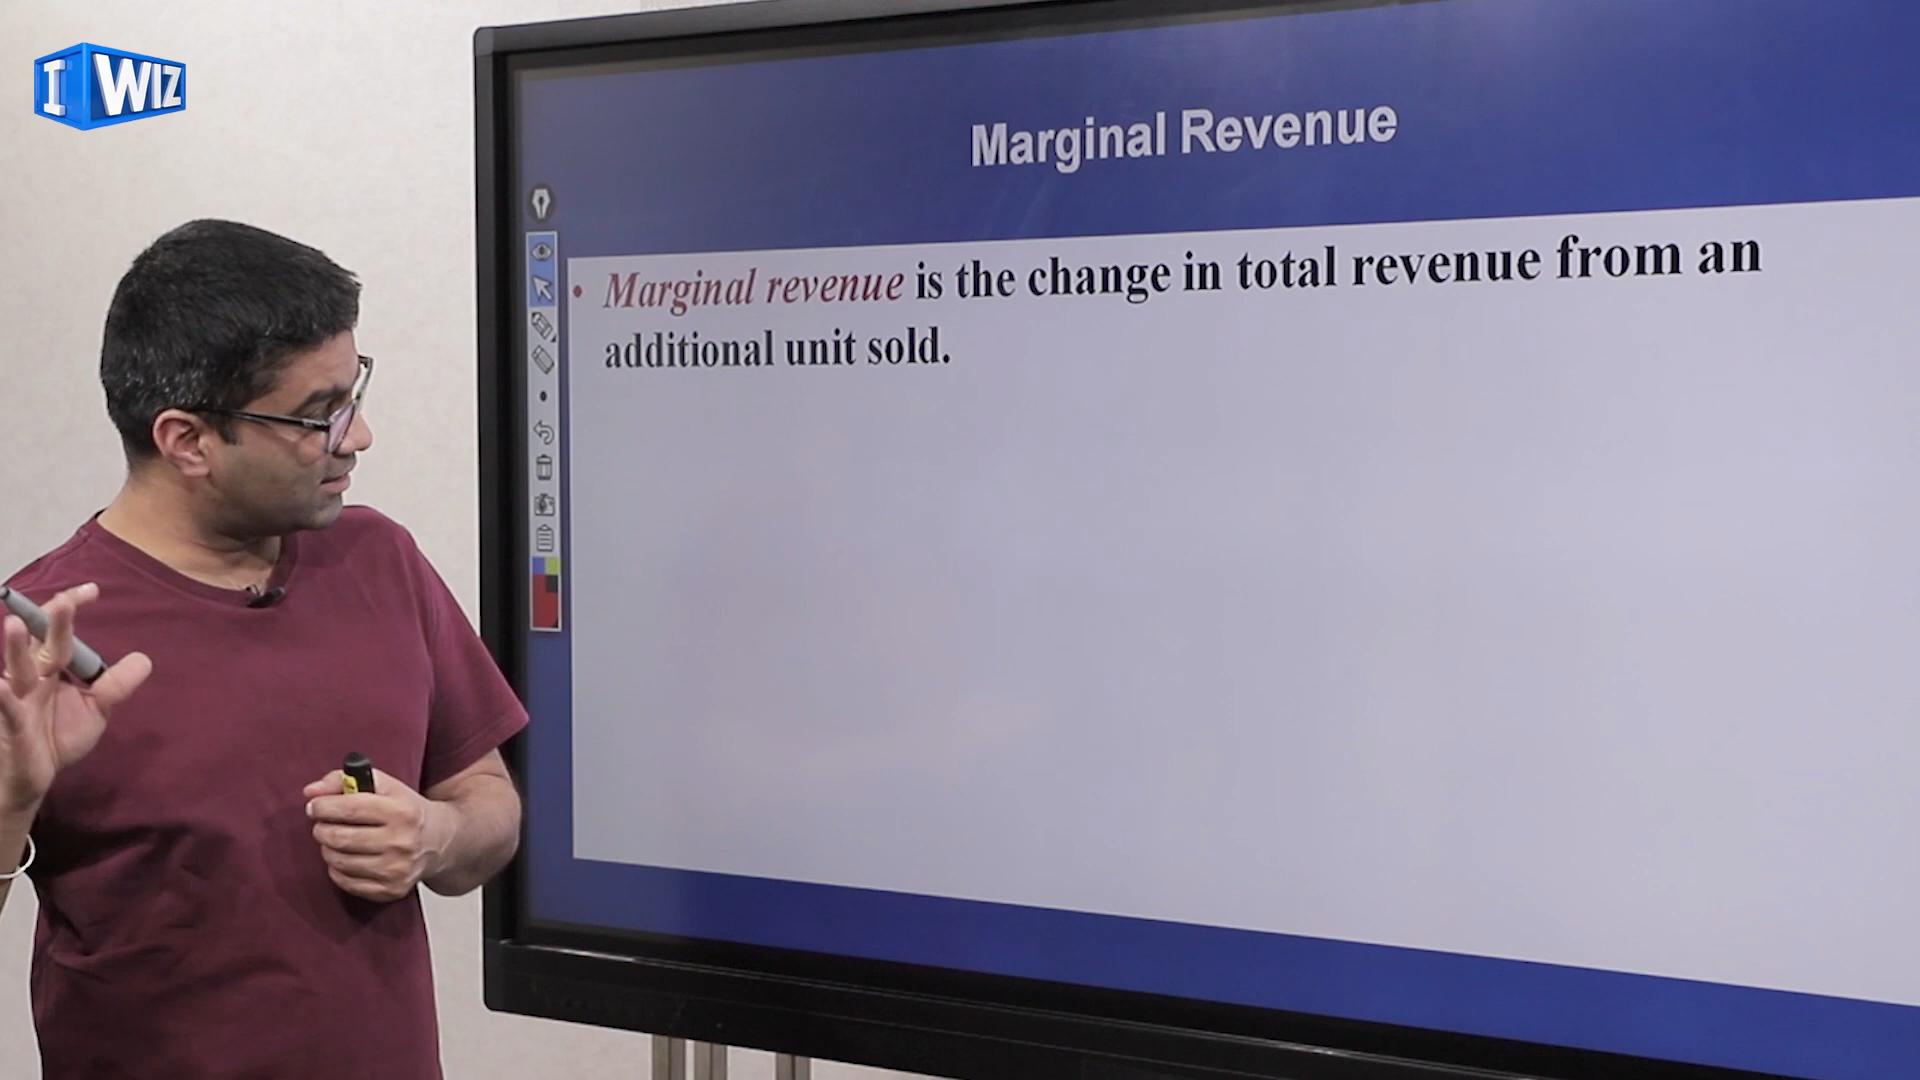 I WIZ
Marginal Revenue
• Marginal revenue is the change in total revenue from an
additional unit sold.